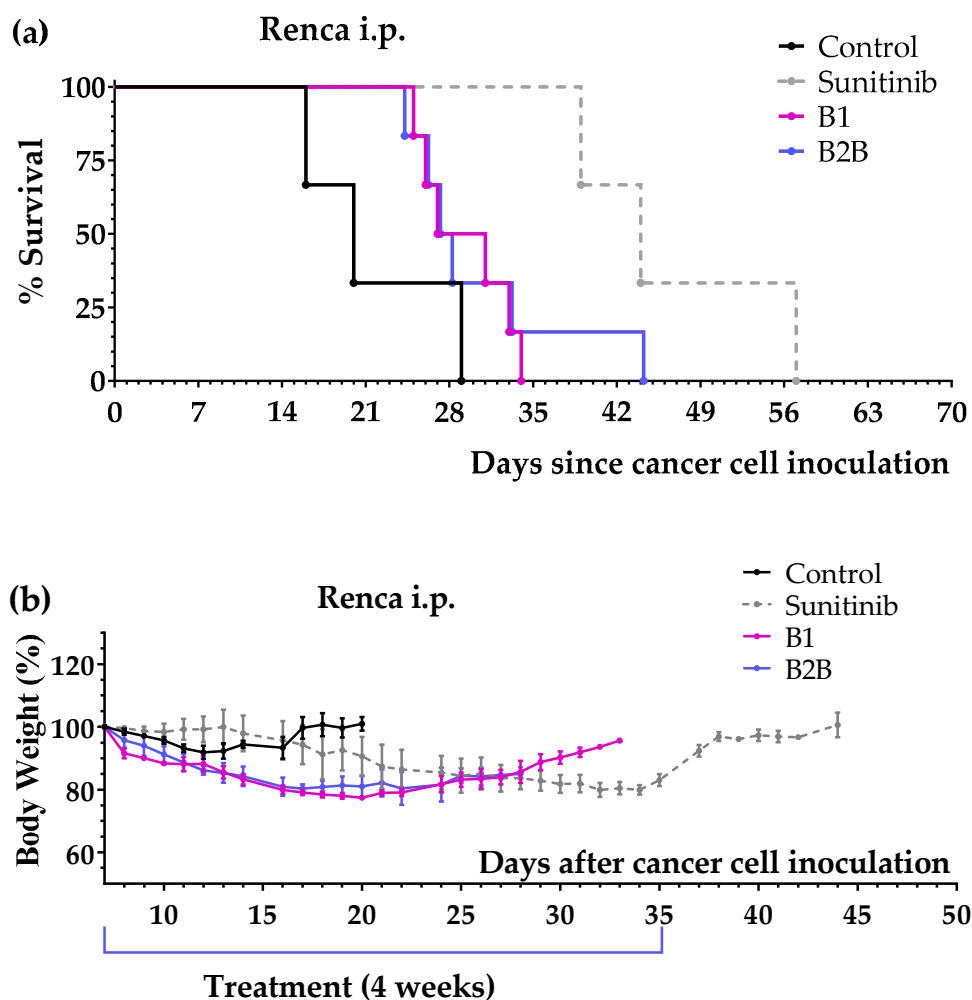 (a)
Renca i.p.
Control
Sunitinib
B1
B2B
% Survival
100
75
50
25
0
0 7 14 21 28 35 42 49 56 63 70
Days since cancer cell inoculation
(b)
Renca i.p.
Control
Sunitinib
B1
B2B
Body Weight (%)
120
100
80
60
Days after cancer cell inoculation
10 15 20 25 30 35 40 45 50
Treatment (4 weeks)